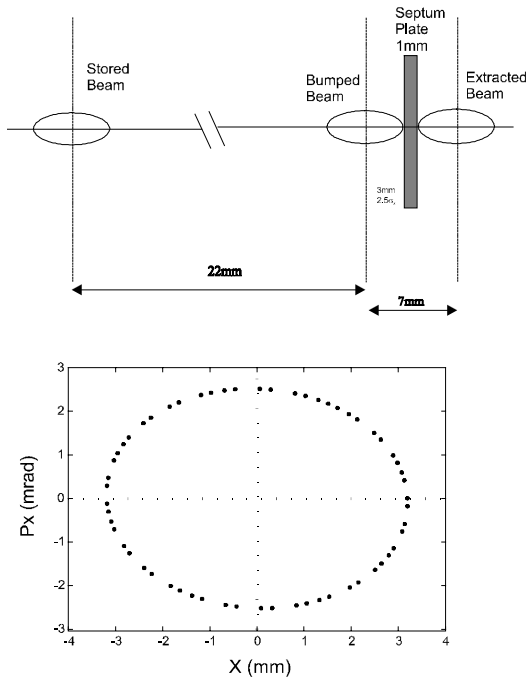 Septum
Plate
1mm
Stored
Beam
Bumped
Beam
Extracted
Beam
3mm
2.5σx
22mm
7mm
3
2
1
0
-1
-2
-3
-4
-3
-2
-1
0
1
2
3
4
Px (mrad)
X (mm)